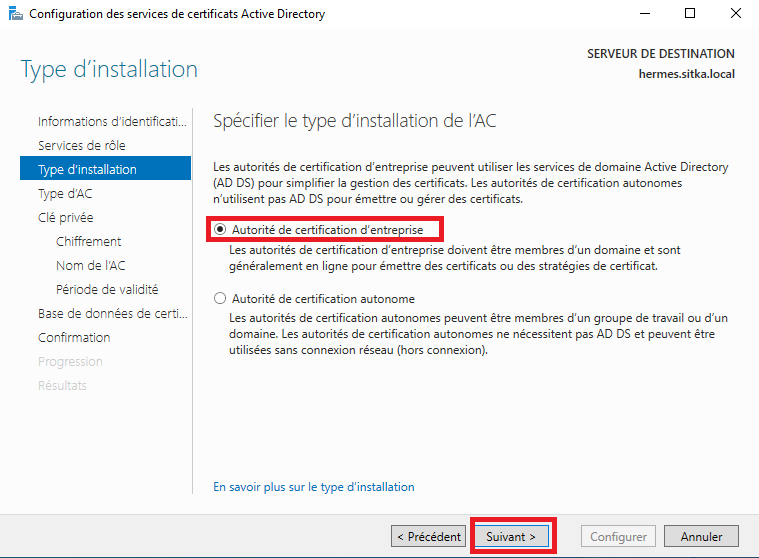 Configuration des services de certificats Active Directory
Type d'installation
SERVEUR DE DESTINATION
hermes.sitka.local
Informations d'identificati...
Services de rôle
Type d'installation
Type d'AC
Clé privée
Chiffrement
Nom de l'AC
Période de validité
Base de données de certi...
Confirmation
Progression
Résultats
Spécifier le type d'installation de l'AC
Les autorités de certification d'entreprise peuvent utiliser les services de domaine Active Directory
(AD DS) pour simplifier la gestion des certificats. Les autorités de certification autonomes
n'utilisent pas AD DS pour émettre ou gérer des certificats.
Autorité de certification d'entreprise
Les autorités de certification d'entreprise doivent être membres d'un domaine et sont
généralement en ligne pour émettre des certificats ou des stratégies de certificat.
Autorité de certification autonome
Les autorités de certification autonomes peuvent être membres d'un groupe de travail ou d'un
domaine. Les autorités de certification autonomes ne nécessitent pas AD DS et peuvent être
utilisées sans connexion réseau (hors connexion).
En savoir plus sur le type d'installation
< Précédent
Suivant >
Configurer
Annuler